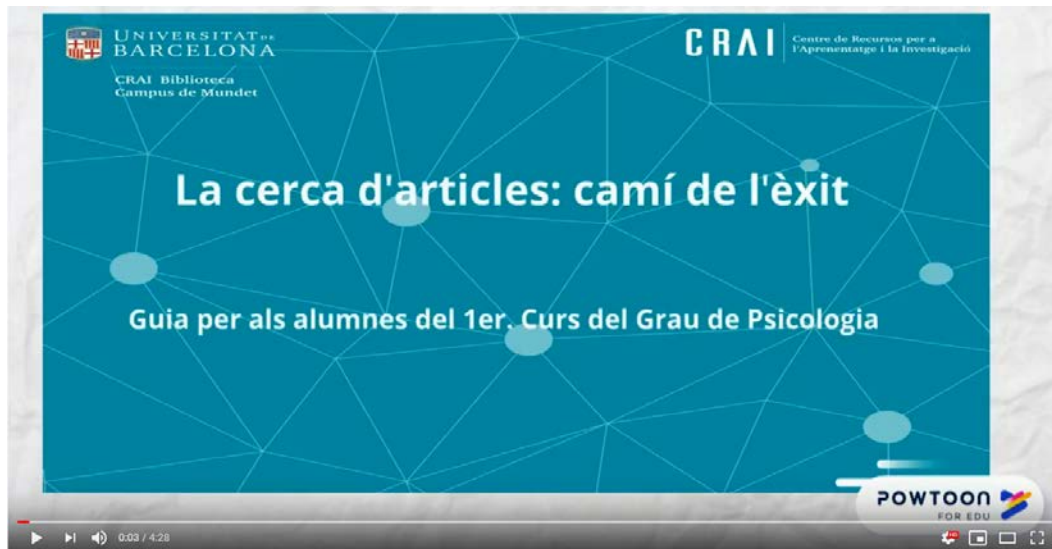 UNIVERSITAT DE
BARCELONA
CRAI Biblioteca
Campus de Mundet
CRAI
Centre de Recursos per a
l'Aprenentatge i la Investigació
La cerca d'articles: camí de l'èxit
Guia per als alumnes del 1er. Curs del Grau de Psicologia
POWTOON
FOR EDU
0:03 / 4:28
HD